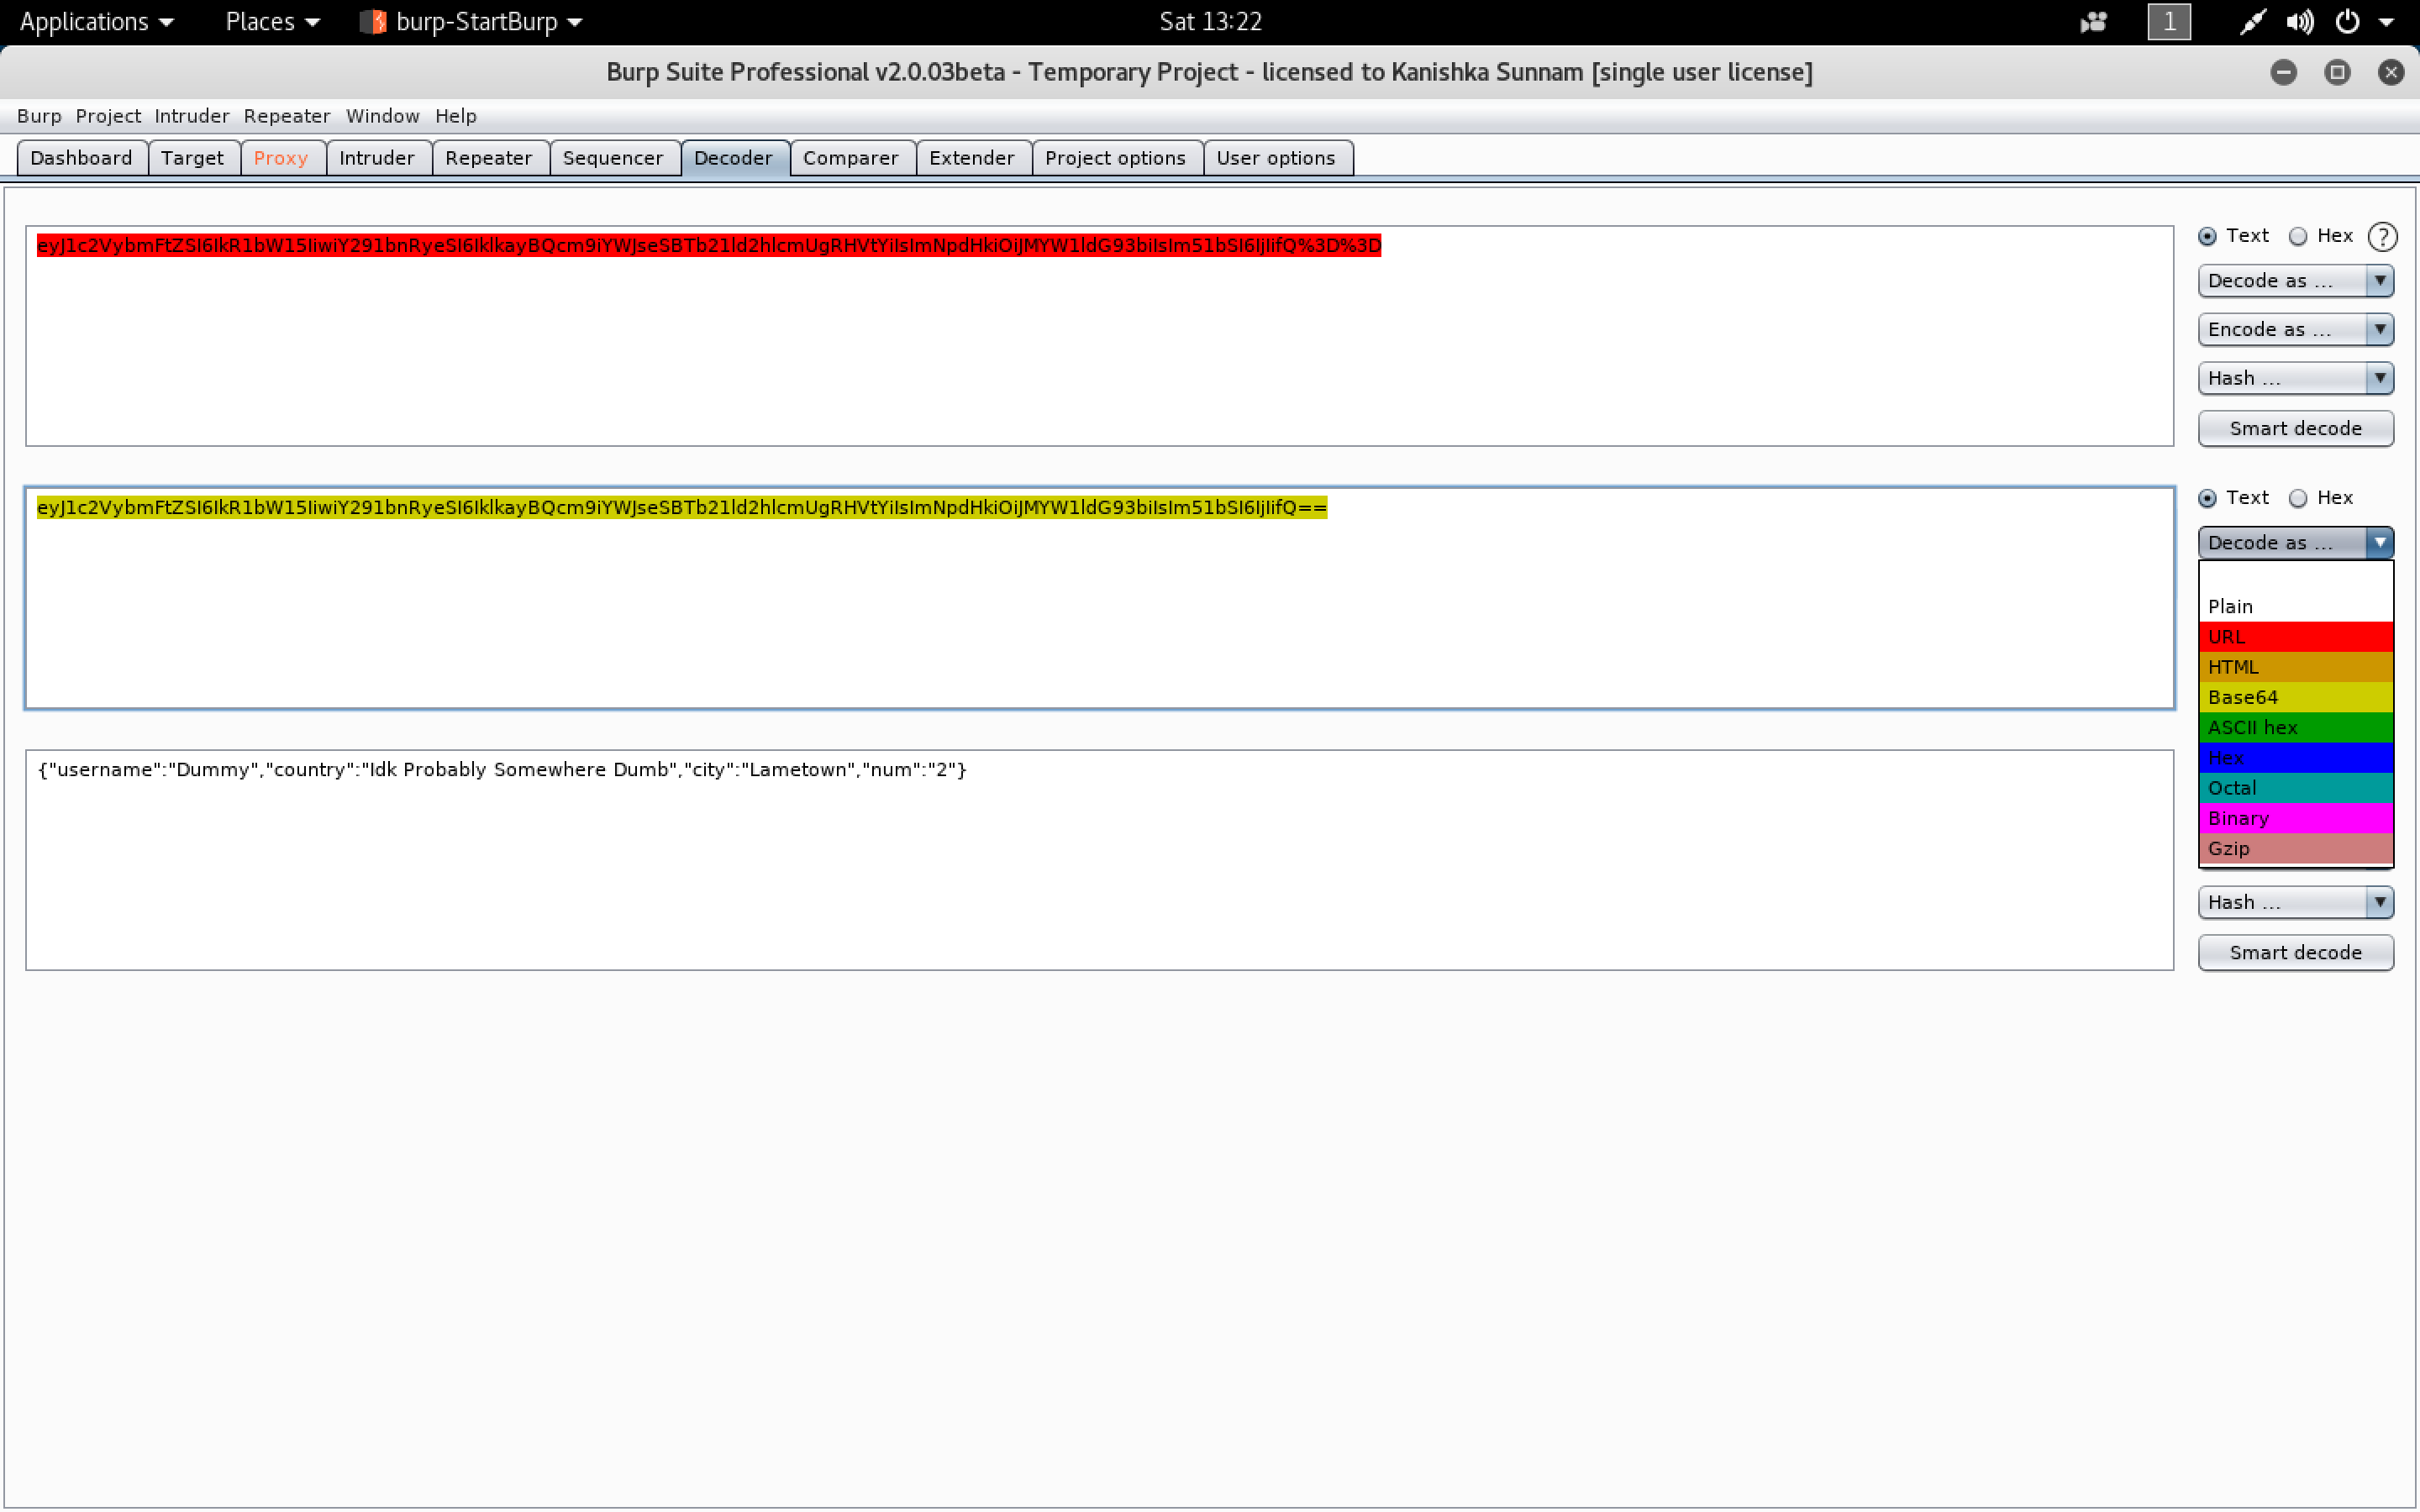 Applications Places burp-StartBurp Sat 13:22 1
Burp Suite Professional v2.0.03beta - Temporary Project - licensed to Kanishka Sunnam [single user license]
Burp Project Intruder Repeater Window Help
Dashboard Target Proxy Intruder Repeater Sequencer Decoder Comparer Extender Project options User options
eyJ1c2VybmFtZSI6IkR1bW15IiwiY291bnRyeSI6IklkayBQcm9iYWJseSBTb21ld2hlcmUgRHVtYiIsImNpdHkiOiJMYW1ldG93biIsIm51bSI6IjIifQ%3D%3D
Text Hex ?
Decode as ...
Encode as ...
Hash ...
Smart decode
eyJ1c2VybmFtZSI6IkR1bW15IiwiY291bnRyeSI6IklkayBQcm9iYWJseSBTb21ld2hlcmUgRHVtYiIsImNpdHkiOiJMYW1ldG93biIsIm51bSI6IjIifQ==
Text Hex
Decode as ...
Plain
URL
HTML
Base64
ASCII hex
Hex
Octal
Binary
Gzip
{"username":"Dummy","country":"Idk Probably Somewhere Dumb","city":"Lametown","num":"2"}
Hash ...
Smart decode